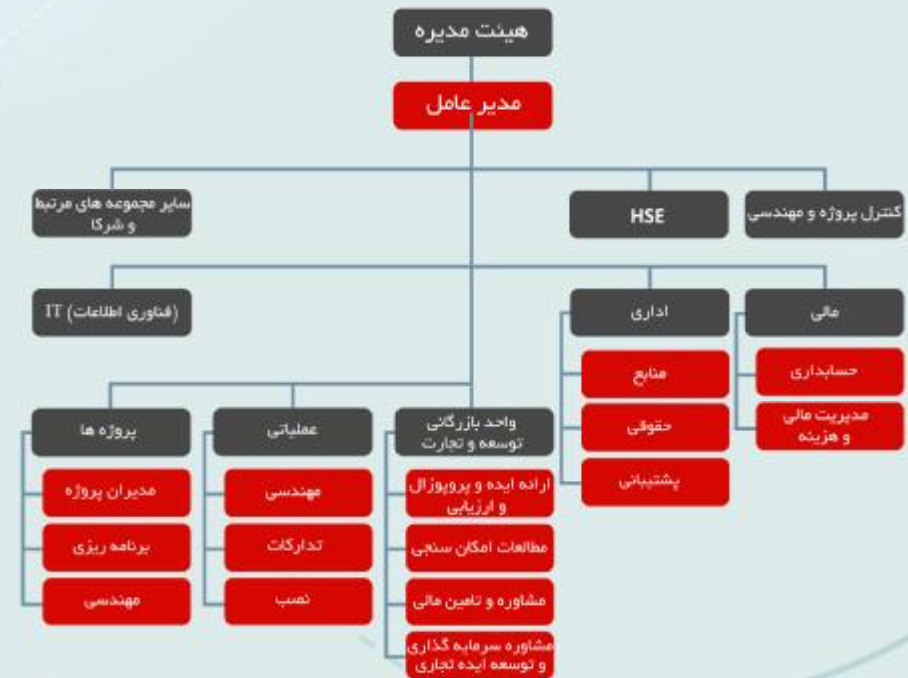 هیئت مدیره
مدیر عامل
کنترل پروژه و مهندسی
HSE
سایر مجموعه های مرتبط
و شرکا
مالی
اداری
IT (فناوری اطلاعات)
حسابداری
مدیریت مالی
و هزینه
منابع
حقوقی
پشتیبانی
واحد بازرگانی
توسعه و تجارت
ارائه ایده و پروپوزال
و ارزیابی
مطالعات امکان سنجی
مشاوره و تامین مالی
مشاوره سرمایه گذاری
و توسعه ایده تجاری
عملیاتی
مهندسی
تدارکات
نصب
پروژه ها
مدیران پروژه
برنامه ریزی
مهندسی